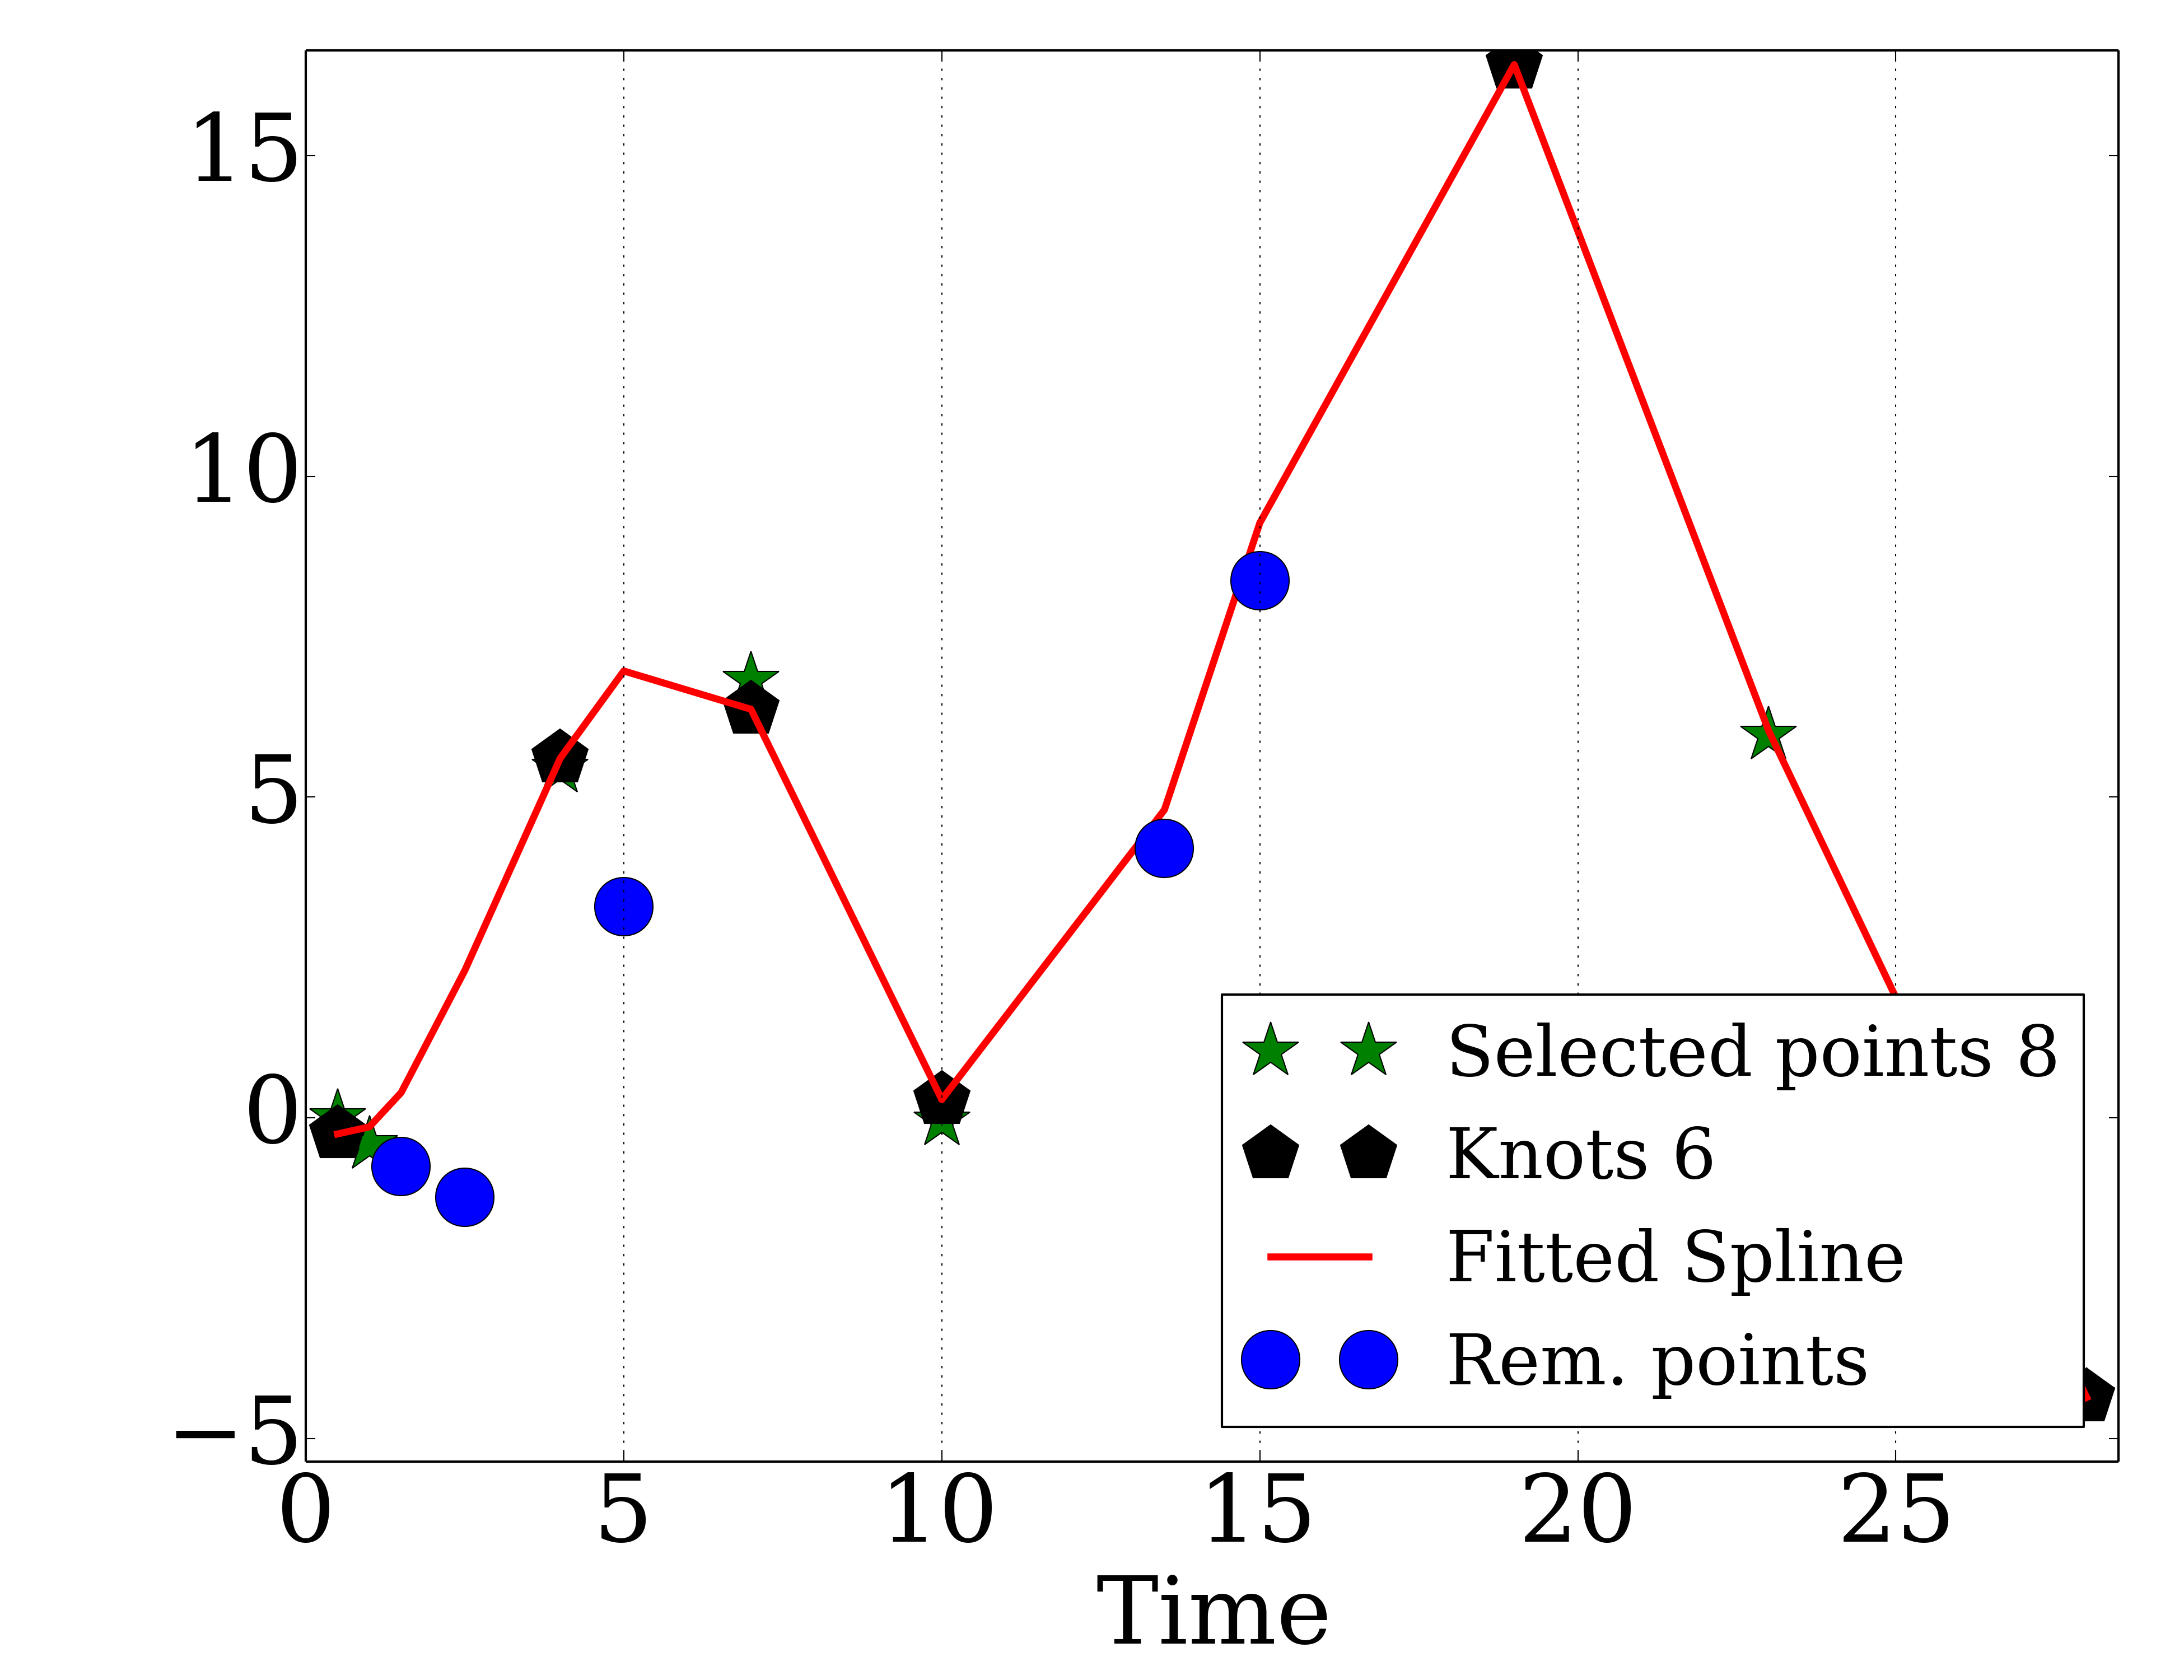 15
10
5
0
−5
0 5 10 15 20 25
Time
Selected points 8
Knots 6
Fitted Spline
Rem. points